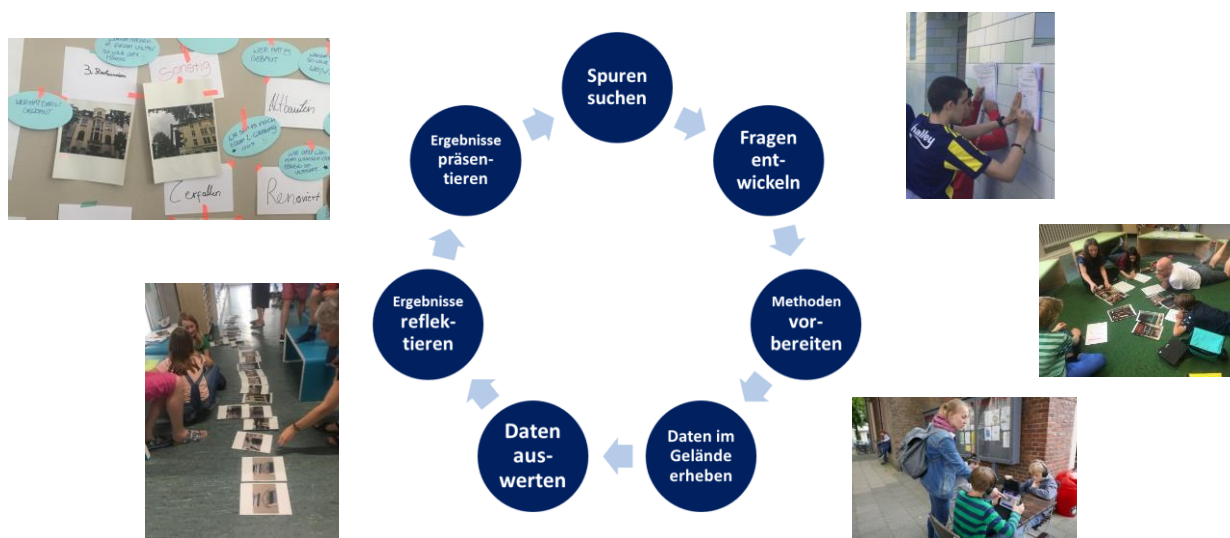 Spuren
suchen
Fragen
ent-
wickeln
Methoden
vor-
bereiten
Daten im
Gelände
erheben
Daten
aus-
werten
Ergebnisse
reflek-
tieren
Ergebnisse
präsen-
tieren
WER HAT ES
GEBAUT
Sonstig
Altbauten
Zerfallen
Renoviert
halley